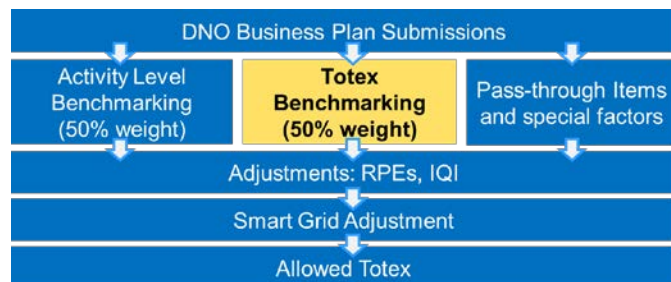 DNO Business Plan Submissions
Activity Level
Benchmarking
(50% weight)
Totex
Benchmarking
(50% weight)
Pass-through Items
and special factors
Adjustments: RPEs, IQI
Smart Grid Adjustment
Allowed Totex